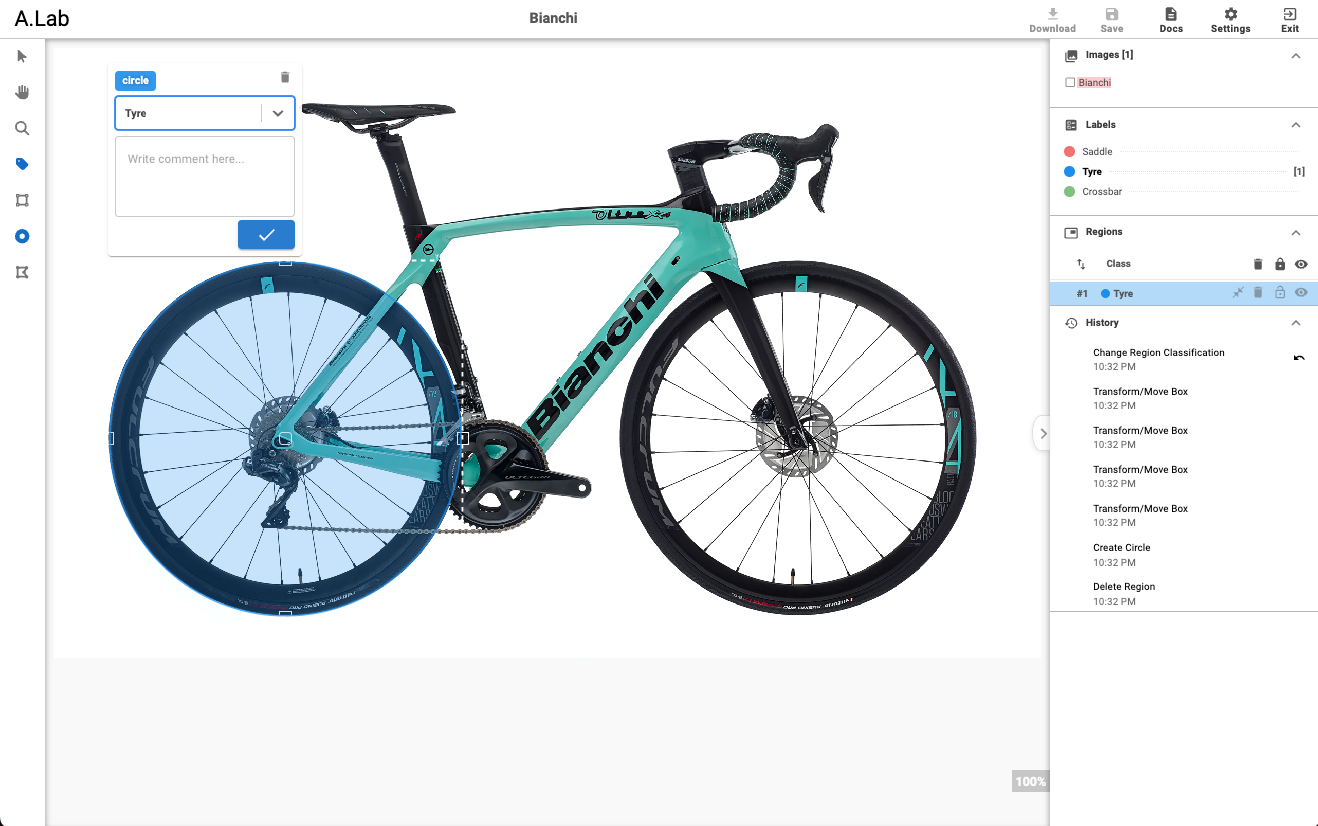 A.Lab
Bianchi
Download
Save
Docs
Settings
Exit
circle
Tyre
Write comment here...
Bianchi
ULTEGRA
100%
Images [1]
Bianchi
Labels
Saddle
Tyre [1]
Crossbar
Regions
Class
#1 Tyre
History
Change Region Classification
10:32 PM
Transform/Move Box
10:32 PM
Transform/Move Box
10:32 PM
Transform/Move Box
10:32 PM
Transform/Move Box
10:32 PM
Create Circle
10:32 PM
Delete Region
10:32 PM